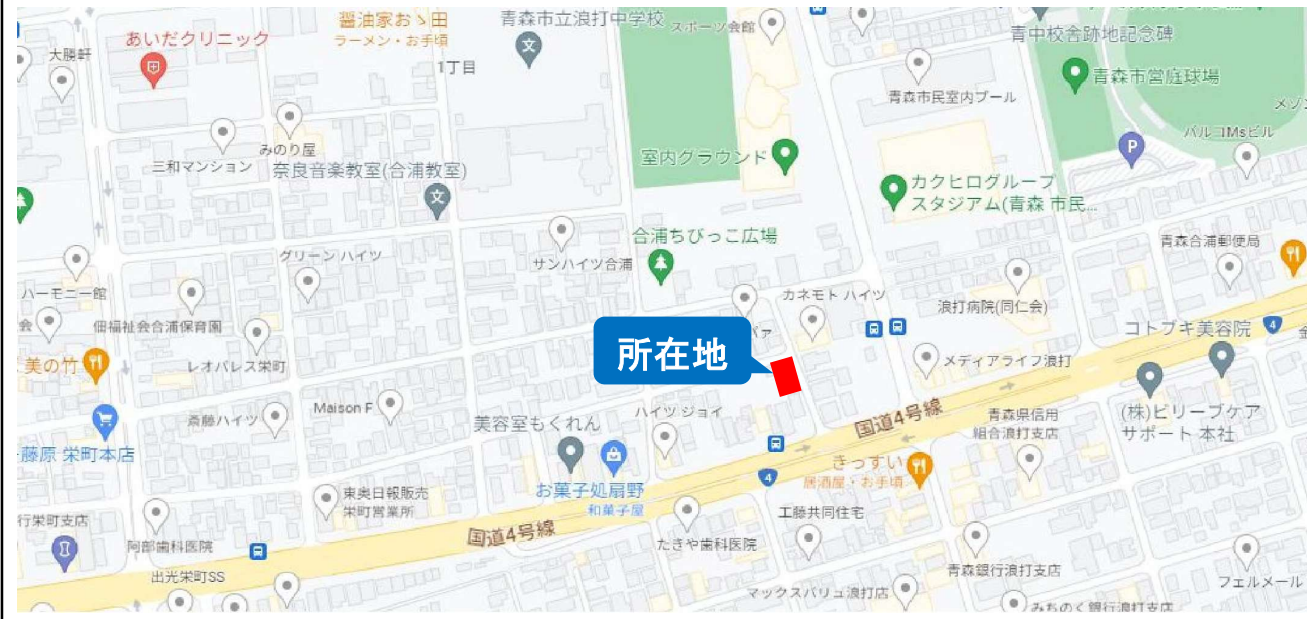 醤油家おゝ田
ラーメン・お手頃
青森市立浪打中学校
スポーツ会館
青中校舎跡地記念碑
あいだクリニック
大勝軒
1丁目
青森市営庭球場
青森市民室内プール
メゾン
パルコMsビル
P
みのり屋
三和マンション
奈良音楽教室(合浦教室)
文
文
室内グラウンド
カクヒログループ
スタジアム(青森 市民...
合浦ちびっこ広場
青森合浦郵便局
グリーン ハイツ
サンハイツ合浦
ハーモニー館
カネモト ハイツ
浪打病院(同仁会)
会
佃福祉会合浦保育園
コトブキ美容院
4
美の竹
レオパレス栄町
所在地
ァ
メディアライフ浪打
斎藤ハイツ
Maison F
美容室もくれん
ハイツ ジョイ
国道4号線
青森県信用
組合浪打支店
(株)ビリーブケア
サポート 本社
藤原 栄町本店
きっすい
居酒屋・お手頃
4
東奥日報販売
栄町営業所
お菓子処扇野
和菓子屋
行栄町支店
工藤共同住宅
国道4号線
阿部歯科医院
たきや歯科医院
出光栄町SS
青森銀行浪打支店
フェルメール
マックスバリュ浪打店
みちのく銀行浪打支店